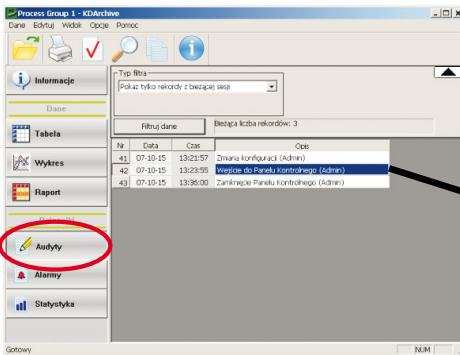 Process Group 1 - KDArchive
Dane Edytuj Widok Opcje Pomoc
Informacje
Dane
Tabela
Wykres
Raport
Audyty
Alarmy
Statystyka
Typ filtra
Pokaż tylko rekordy z bieżącej sesji
Filtruj dane
Bieżąca liczba rekordów: 3
Nr Data Czas Opis
41 07-10-15 13:21:57 Zmiana konfiguracji (Admin)
42 07-10-15 13:23:55 Wejście do Panelu Kontrolnego (Admin)
43 07-10-15 13:36:00 Zamknięcie Panelu Kontrolnego (Admin)
Gotowy
NUM